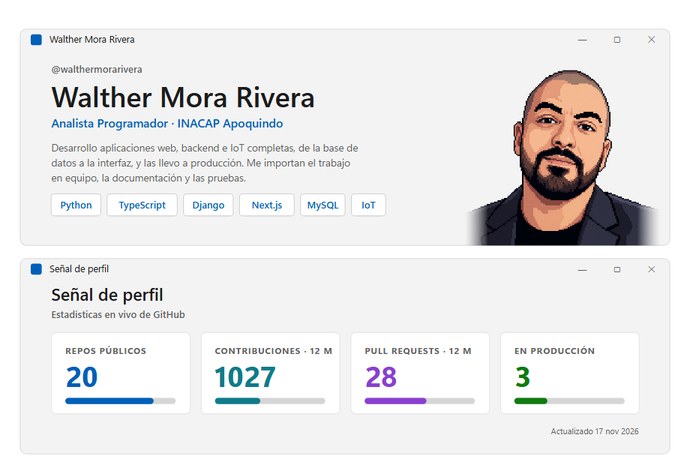 Walther Mora Rivera
@walthermorarivera
Walther Mora Rivera
Analista Programador · INACAP Apoquindo
Desarrollo aplicaciones web, backend e IoT completas, de la base de
datos a la interfaz, y las llevo a producción. Me importan el trabajo
en equipo, la documentación y las pruebas.
Python TypeScript Django Next.js MySQL IoT
Señal de perfil
Señal de perfil
Estadísticas en vivo de GitHub
REPOS PÚBLICOS CONTRIBUCIONES · 12 M PULL REQUESTS · 12 M EN PRODUCCIÓN
20 1027 28 3
Actualizado 17 nov 2026